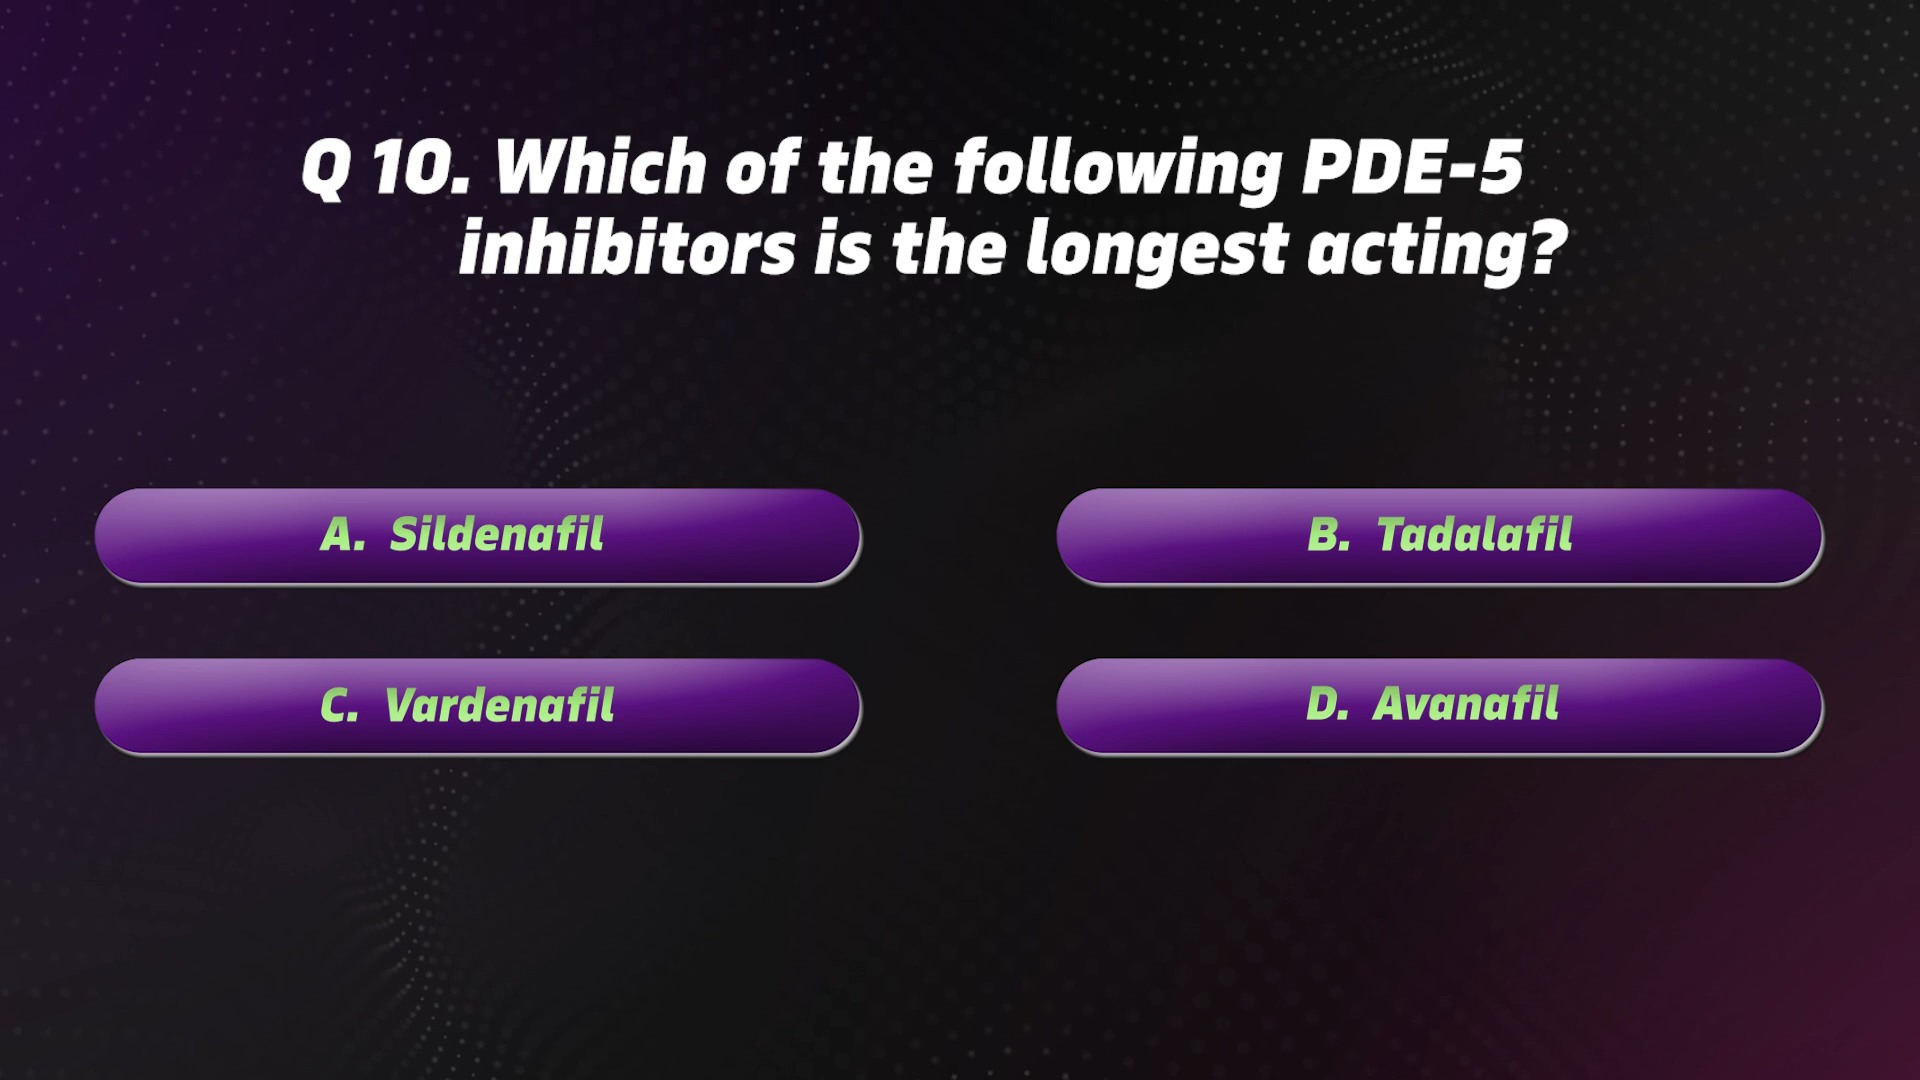 Q 10. Which of the following PDE-5
inhibitors is the longest acting?
A. Sildenafil
B. Tadalafil
C. Vardenafil
D. Avanafil